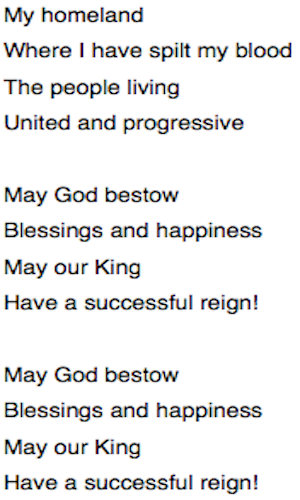 My homeland
Where I have spilt my blood
The people living
United and progressive

May God bestow
Blessings and happiness
May our King
Have a successful reign!

May God bestow
Blessings and happiness
May our King
Have a successful reign!